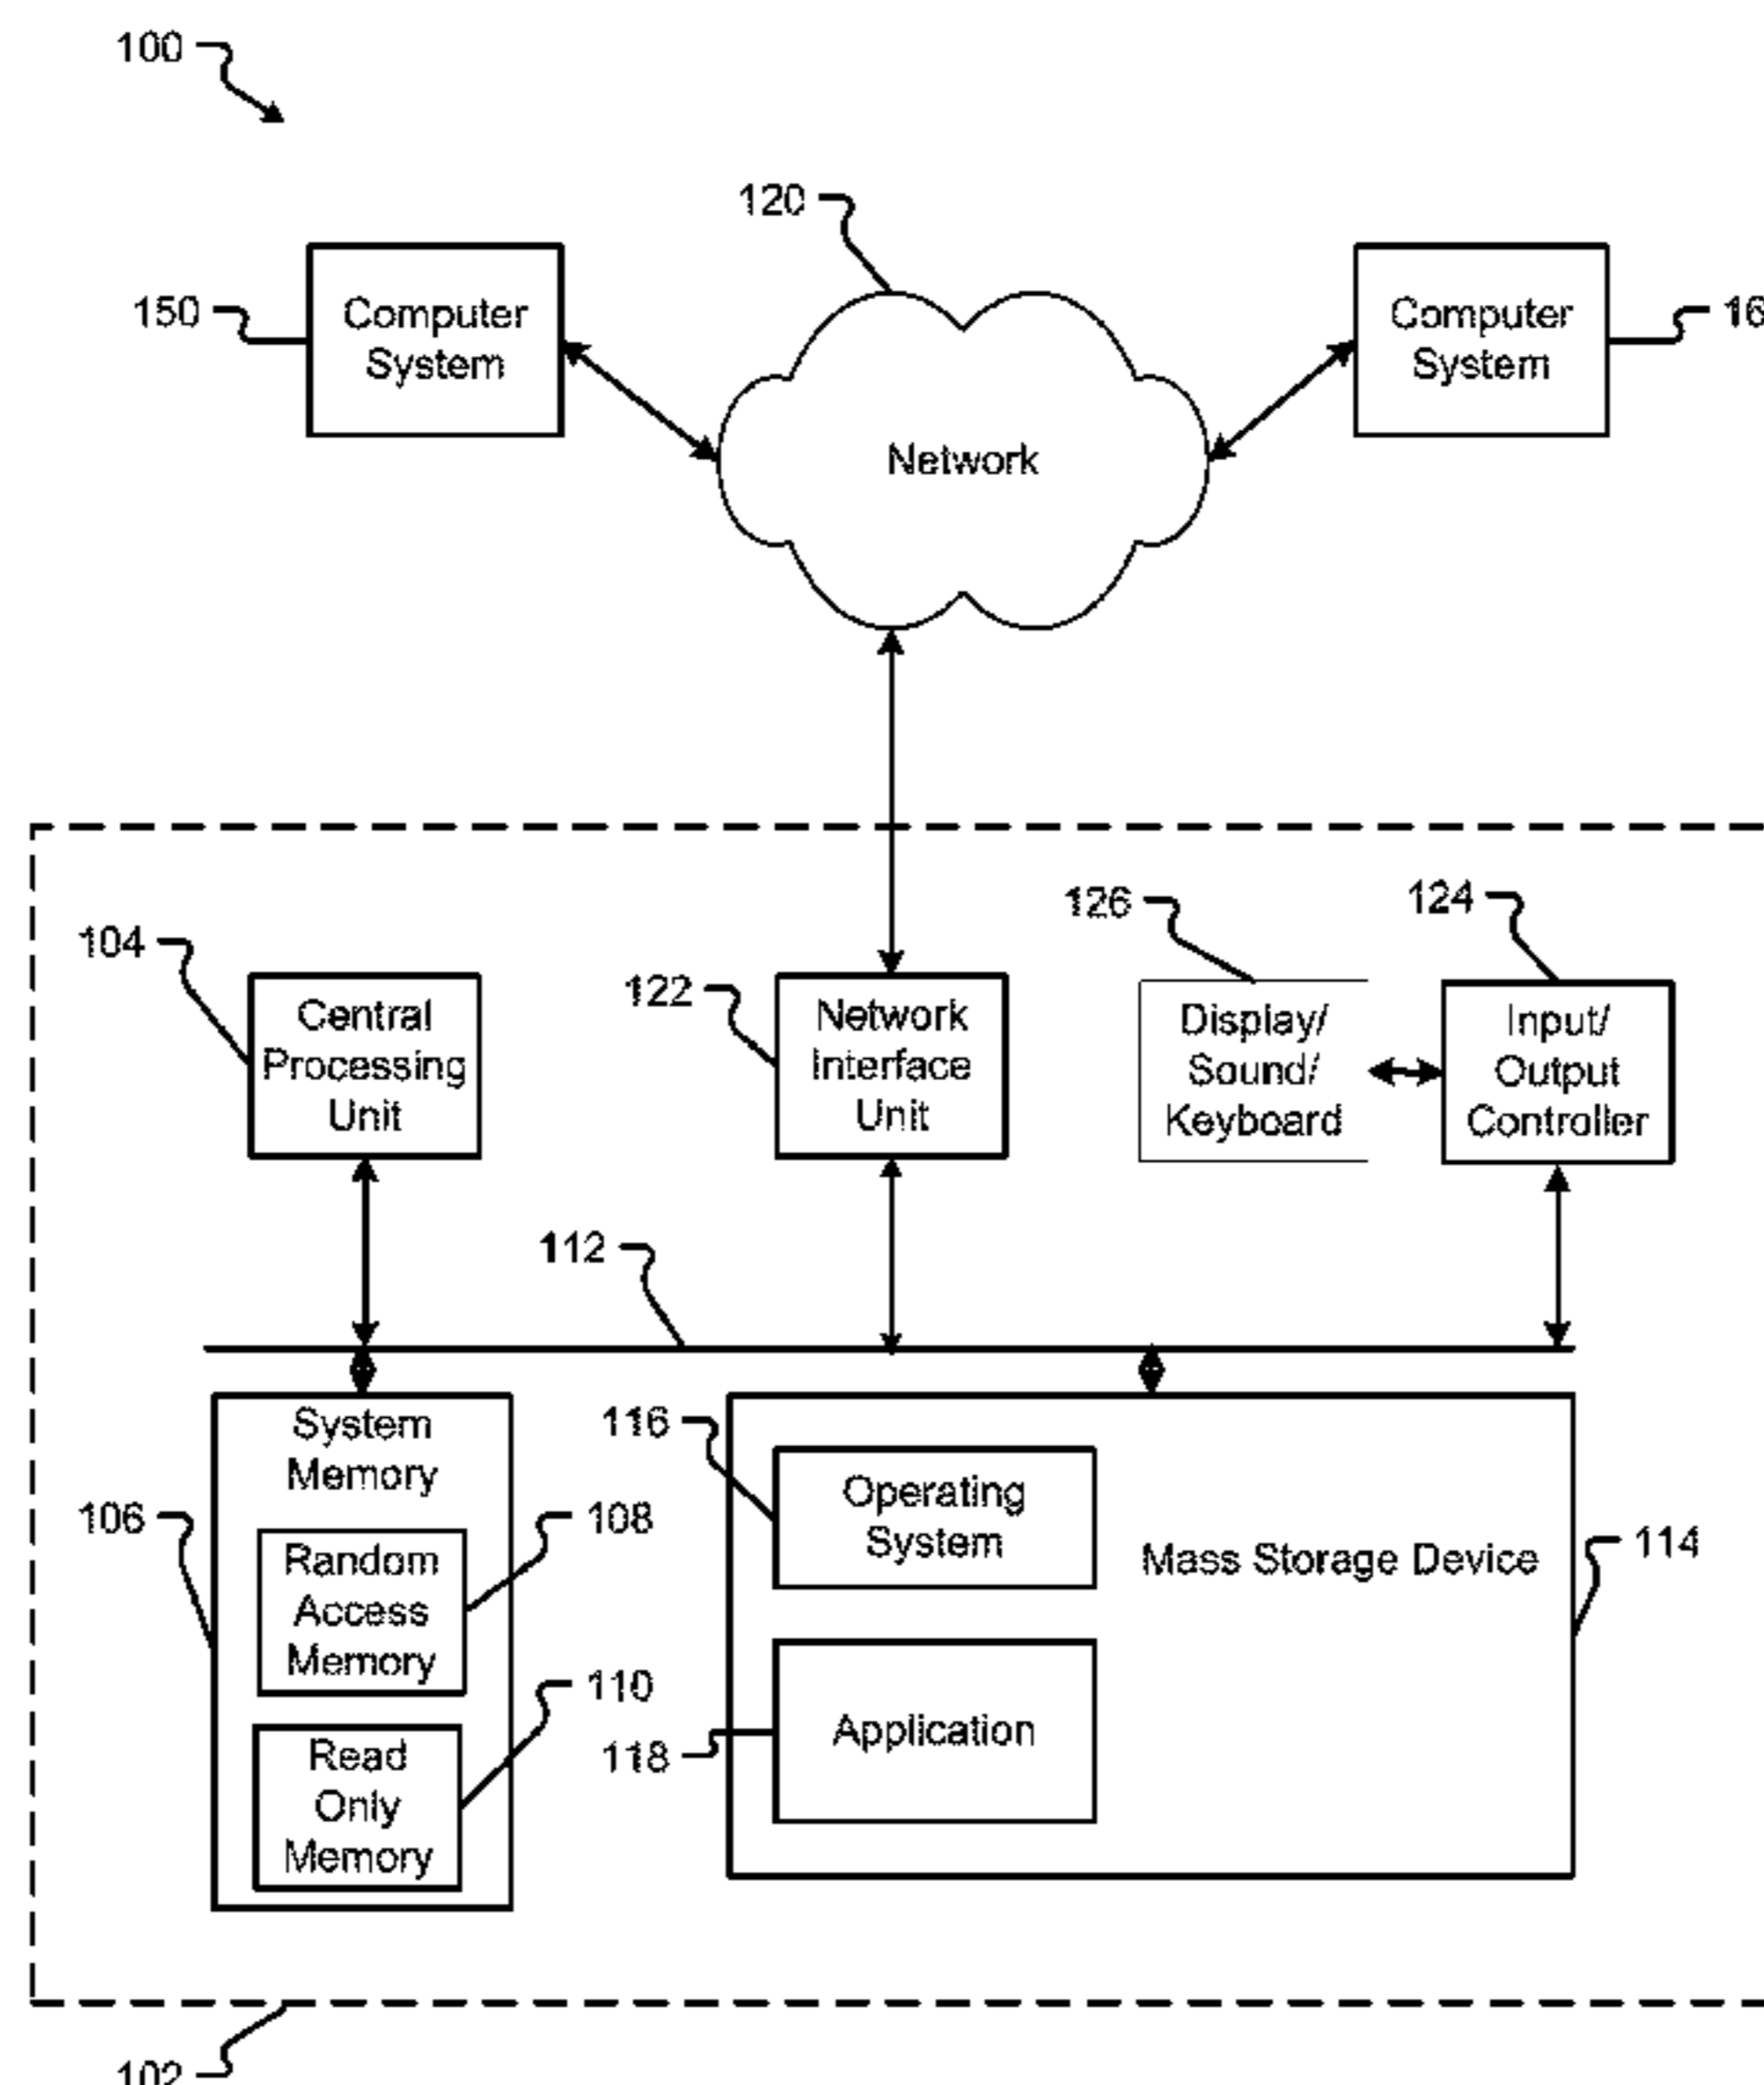 100
120
150
Computer
System
Computer
System
16
Network
126
124
104
122
Central
Processing
Unit
Network
Interface
Unit
Display/
Sound/
Keyboard
Input/
Output
Controller
112
System
Memory
116
Operating
System
106
108
Random
Access
Memory
Mass Storage Device
114
110
Read
Only
Memory
118
Application
102